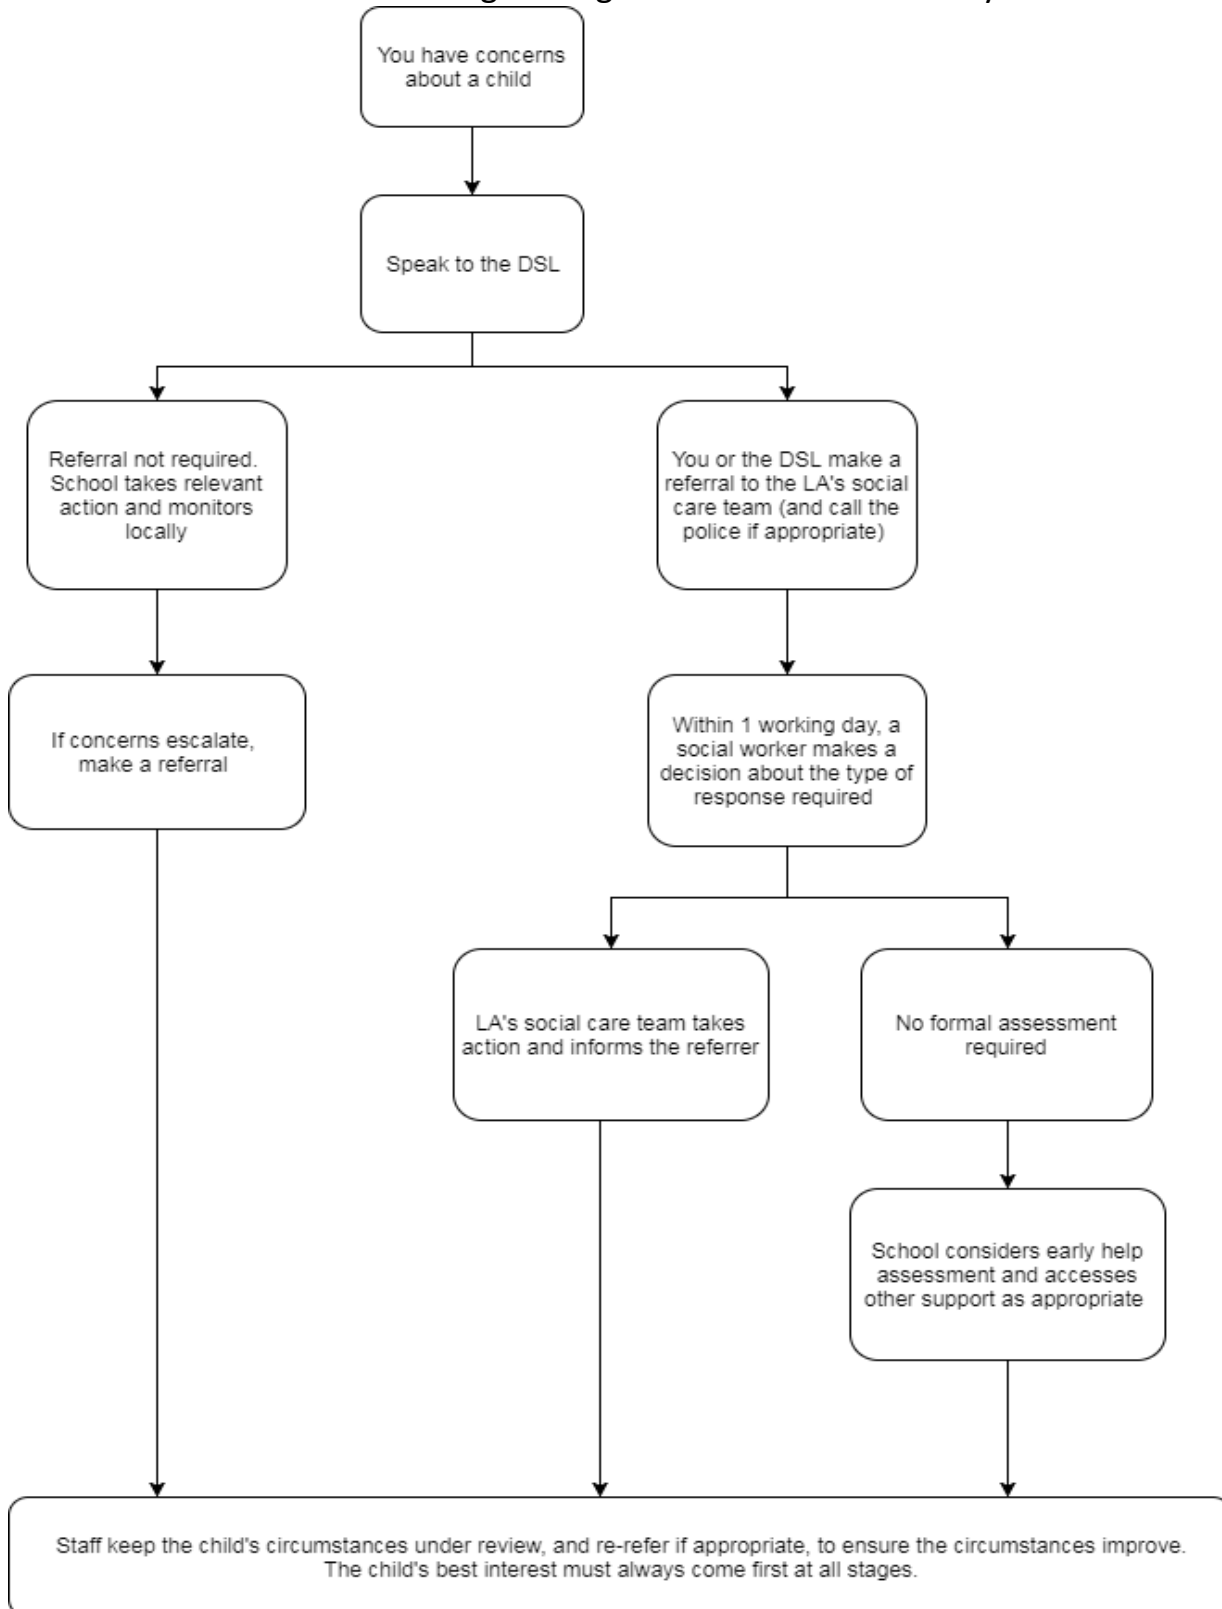 You have concerns
about a child
Speak to the DSL
Referral not required.
School takes relevant
action and monitors
locally
You or the DSL make a
referral to the LA's social
care team (and call the
police if appropriate)
If concerns escalate,
make a referral
Within 1 working day, a
social worker makes a
decision about the type of
response required
LA's social care team takes
action and informs the referrer
No formal assessment
required
School considers early help
assessment and accesses
other support as appropriate
Staff keep the child's circumstances under review, and re-refer if appropriate, to ensure the circumstances improve.
The child's best interest must always come first at all stages.